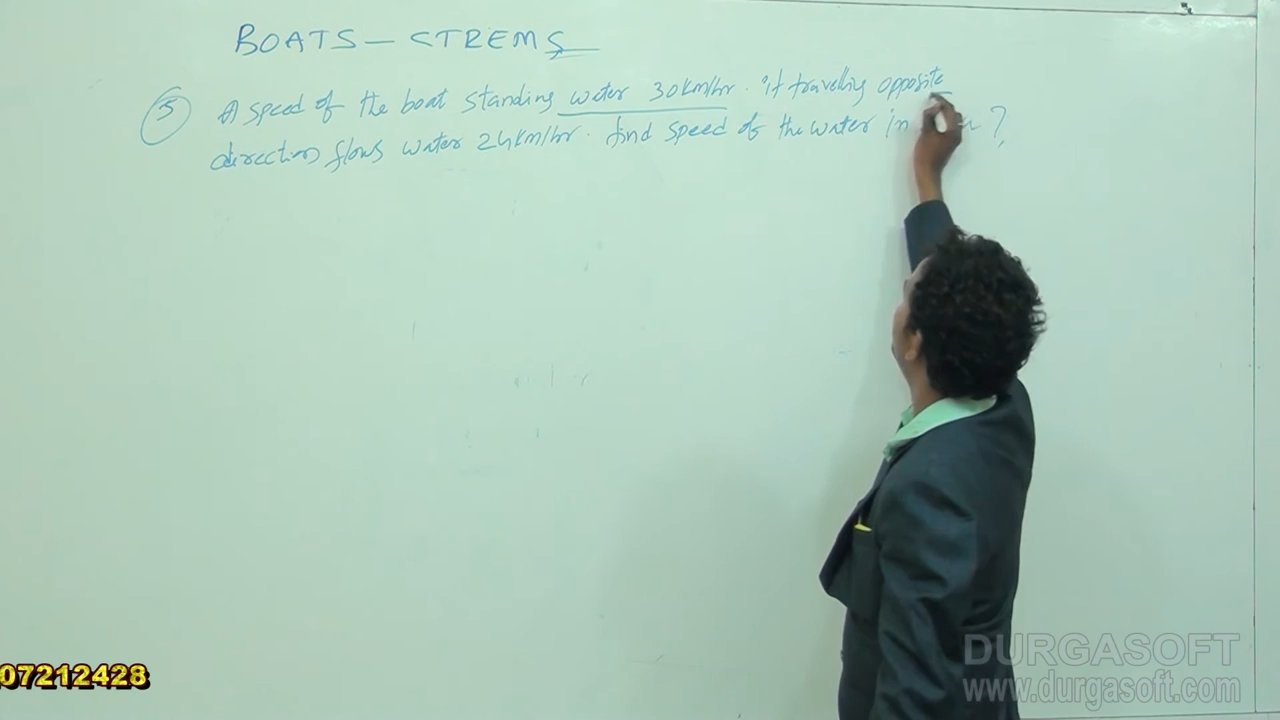 BOATS - STREMS
5 A speed of the boat standing water 30km/hr. it travelling opposite
direction flows water 24km/hr. find speed of the water in ?
07212428
DURGASOFT
www.durgasoft.com